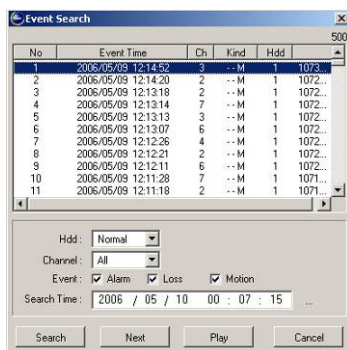 Event Search
500
No Event Time Ch Kind Hdd
1 2006/05/09 12:14:52 3 - - M 1 1073...
2 2006/05/09 12:14:20 2 - - M 1 1072...
3 2006/05/09 12:13:18 2 - - M 1 1072...
4 2006/05/09 12:13:14 7 - - M 1 1072...
5 2006/05/09 12:13:13 3 - - M 1 1072...
6 2006/05/09 12:13:07 6 - - M 1 1072...
7 2006/05/09 12:12:26 4 - - M 1 1072...
8 2006/05/09 12:12:21 2 - - M 1 1072...
9 2006/05/09 12:12:11 6 - - M 1 1072...
10 2006/05/09 12:11:28 7 - - M 1 1071...
11 2006/05/09 12:11:18 2 - - M 1 1071...
Hdd : Normal
Channel : All
Event : Alarm Loss Motion
Search Time : 2006 / 05 / 10 00 : 07 : 15 ...
Search Next Play Cancel